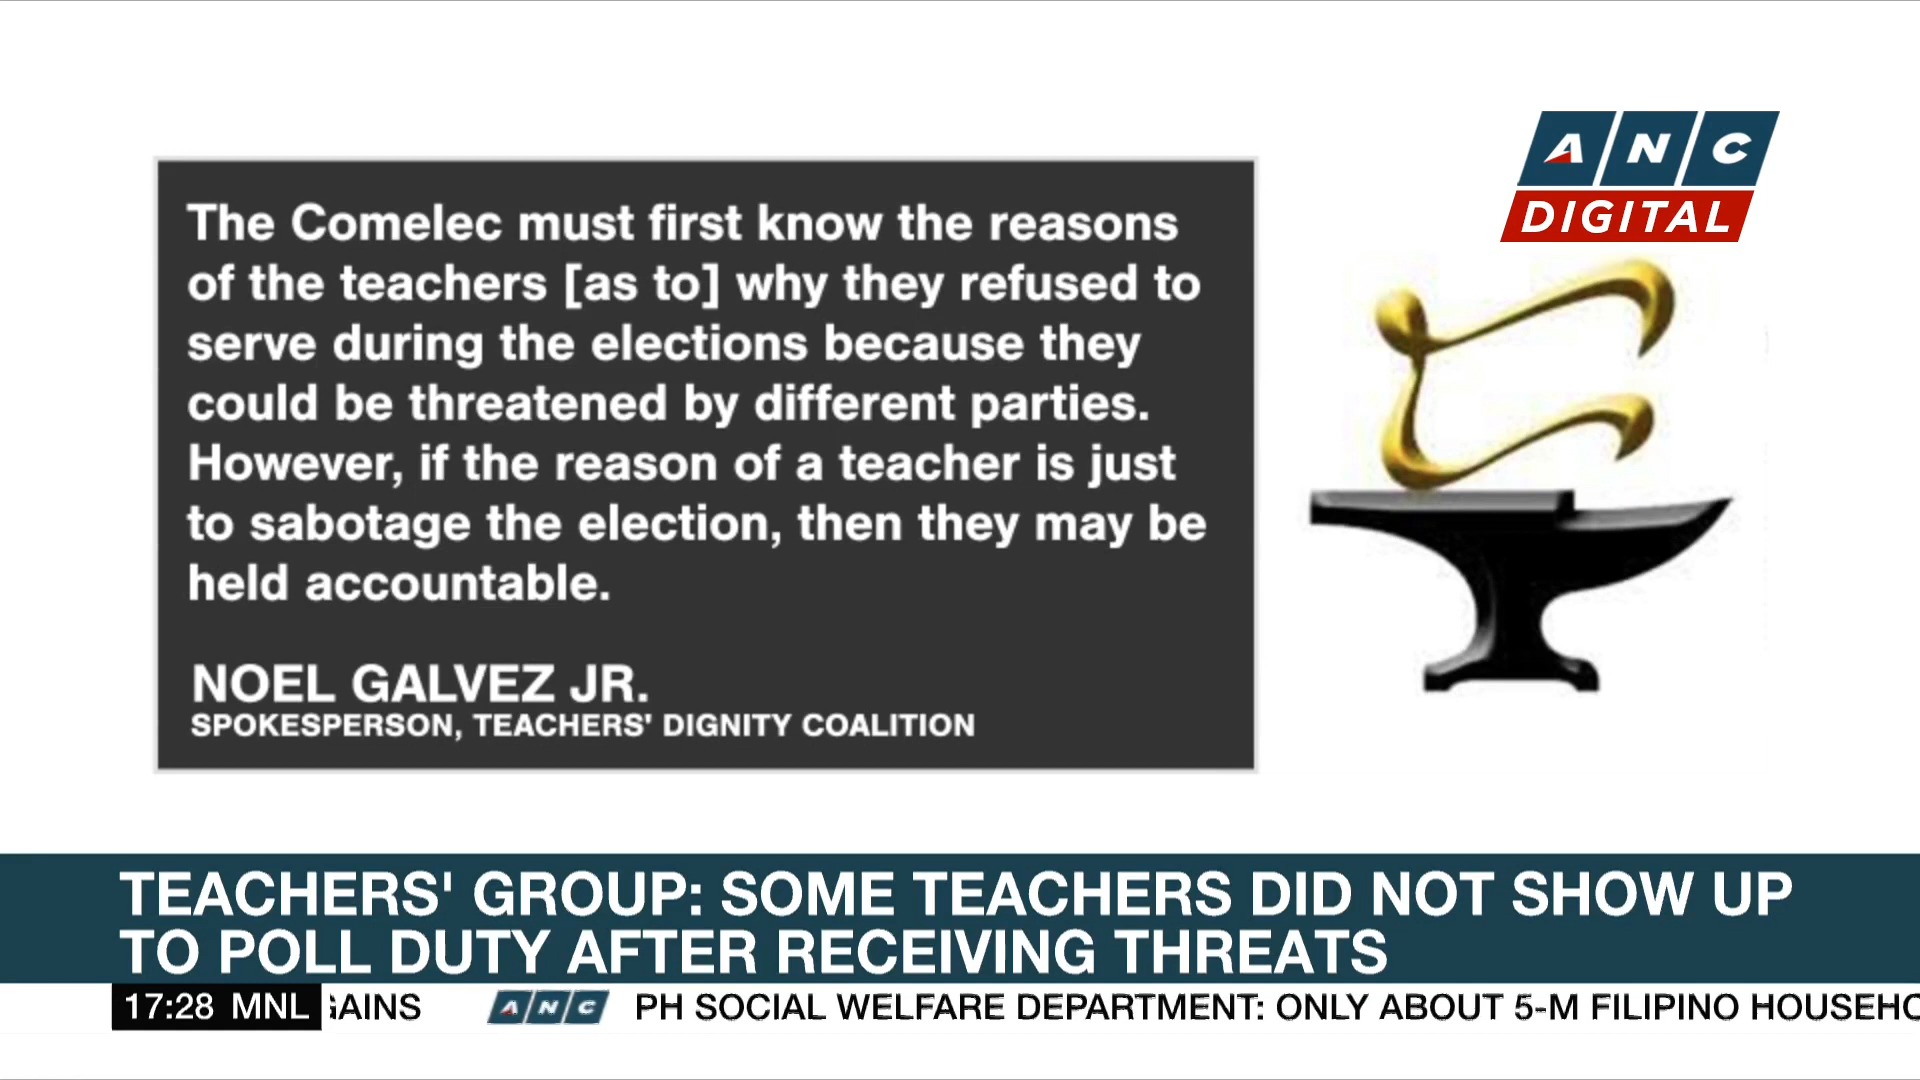 ANC
DIGITAL
The Comelec must first know the reasons
of the teachers [as to] why they refused to
serve during the elections because they
could be threatened by different parties.
However, if the reason of a teacher is just
to sabotage the election, then they may be
held accountable.
NOEL GALVEZ JR.
SPOKESPERSON, TEACHERS' DIGNITY COALITION
TEACHERS' GROUP: SOME TEACHERS DID NOT SHOW UP
TO POLL DUTY AFTER RECEIVING THREATS
17:28 MNL ANC PH SOCIAL WELFARE DEPARTMENT: ONLY ABOUT 5-M FILIPINO